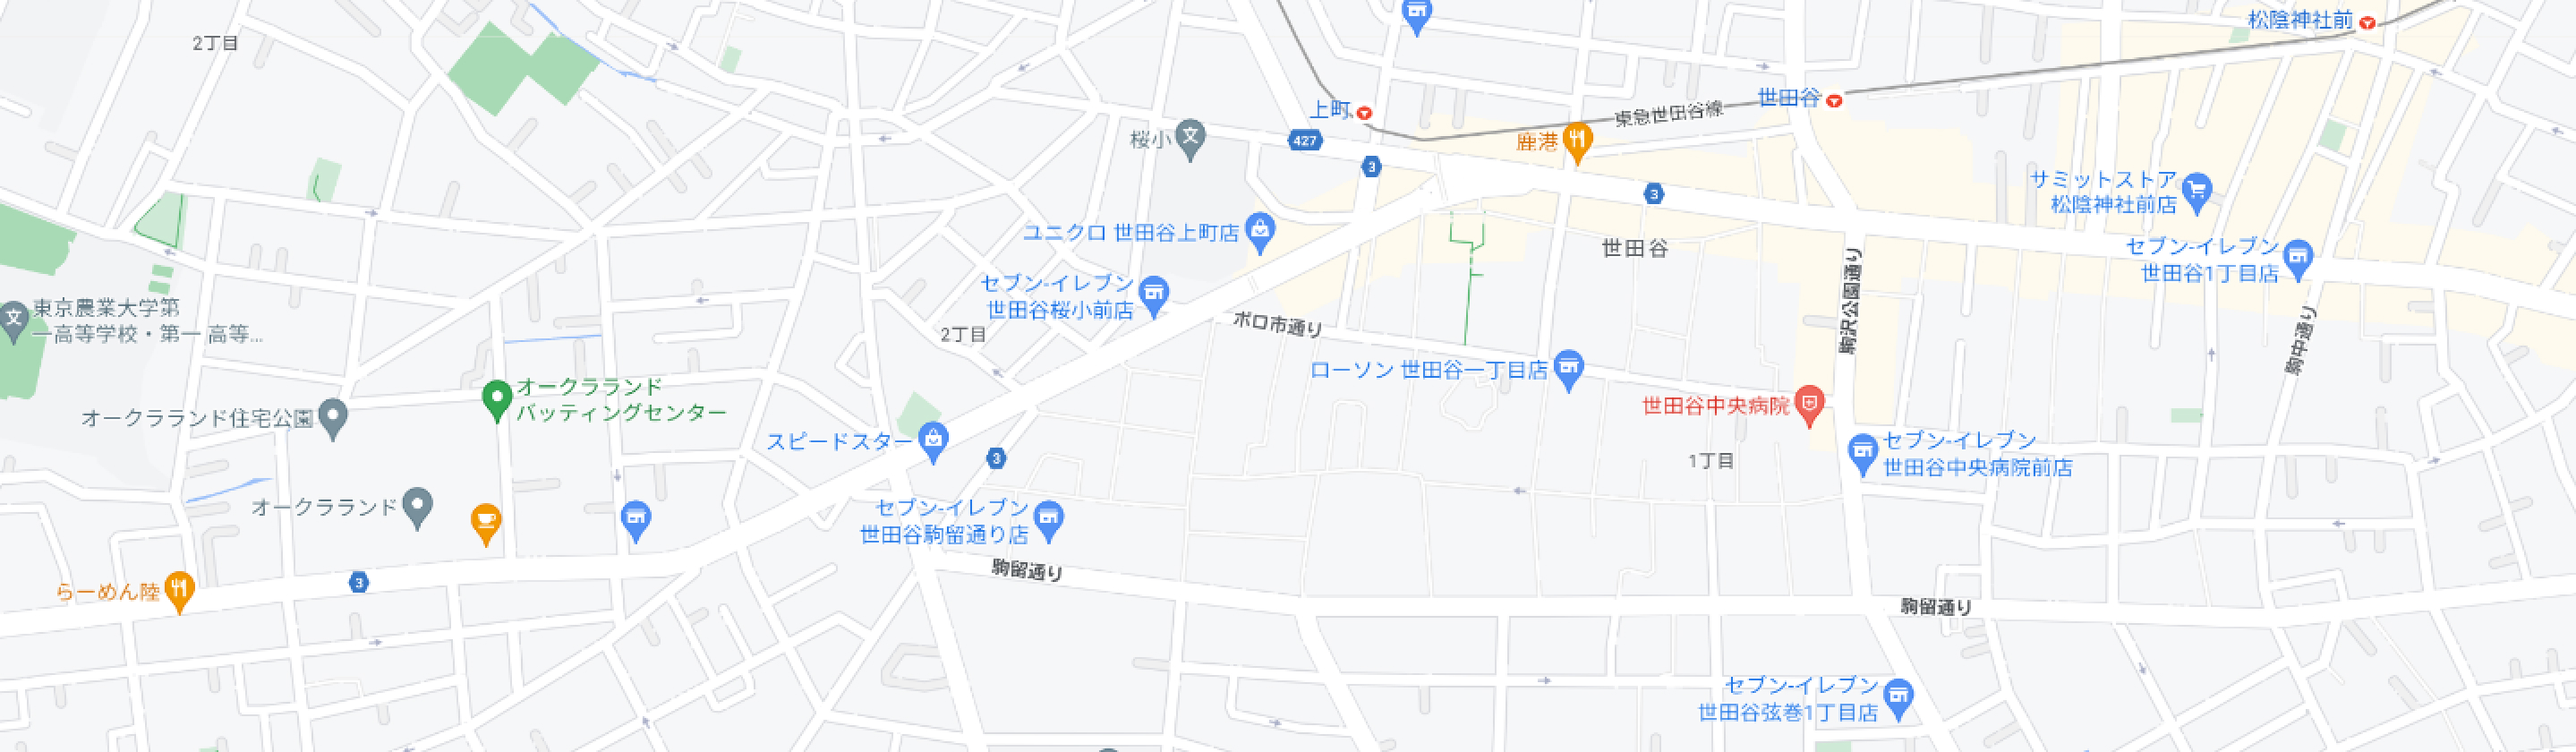 2丁目
松陰神社前
上町
世田谷
東急世田谷線
427
桜小
鹿港
3
3
サミットストア
松陰神社前店
ユニクロ 世田谷上町店
世田谷
セブン-イレブン
世田谷1丁目店
駒沢公園通り
セブン-イレブン
世田谷桜小前店
東京農業大学第
一高等学校・第一 高等...
ボロ市通り
2丁目
駒中通り
ローソン 世田谷一丁目店
オークラランド
バッティングセンター
オークラランド住宅公園
世田谷中央病院
スピードスター
3
セブン-イレブン
世田谷中央病院前店
1丁目
オークラランド
セブン-イレブン
世田谷駒留通り店
駒留通り
3
らーめん陸
駒留通り
セブン-イレブン
世田谷弦巻1丁目店